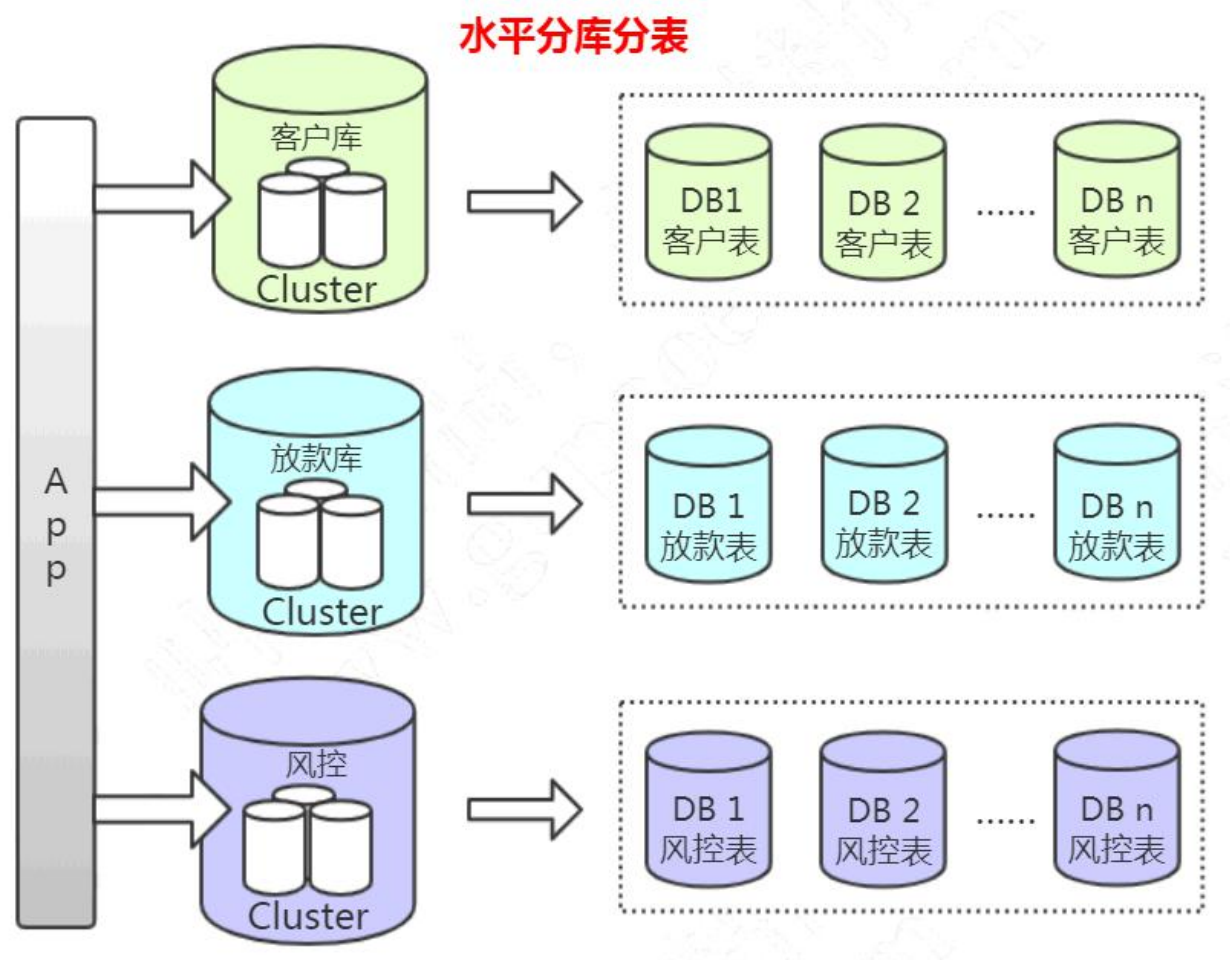 水平分库分表
App
客户库
Cluster
DB1
客户表
DB 2
客户表
......
DB n
客户表
放款库
Cluster
DB 1
放款表
DB 2
放款表
......
DB n
放款表
风控
Cluster
DB 1
风控表
DB 2
风控表
......
DB n
风控表